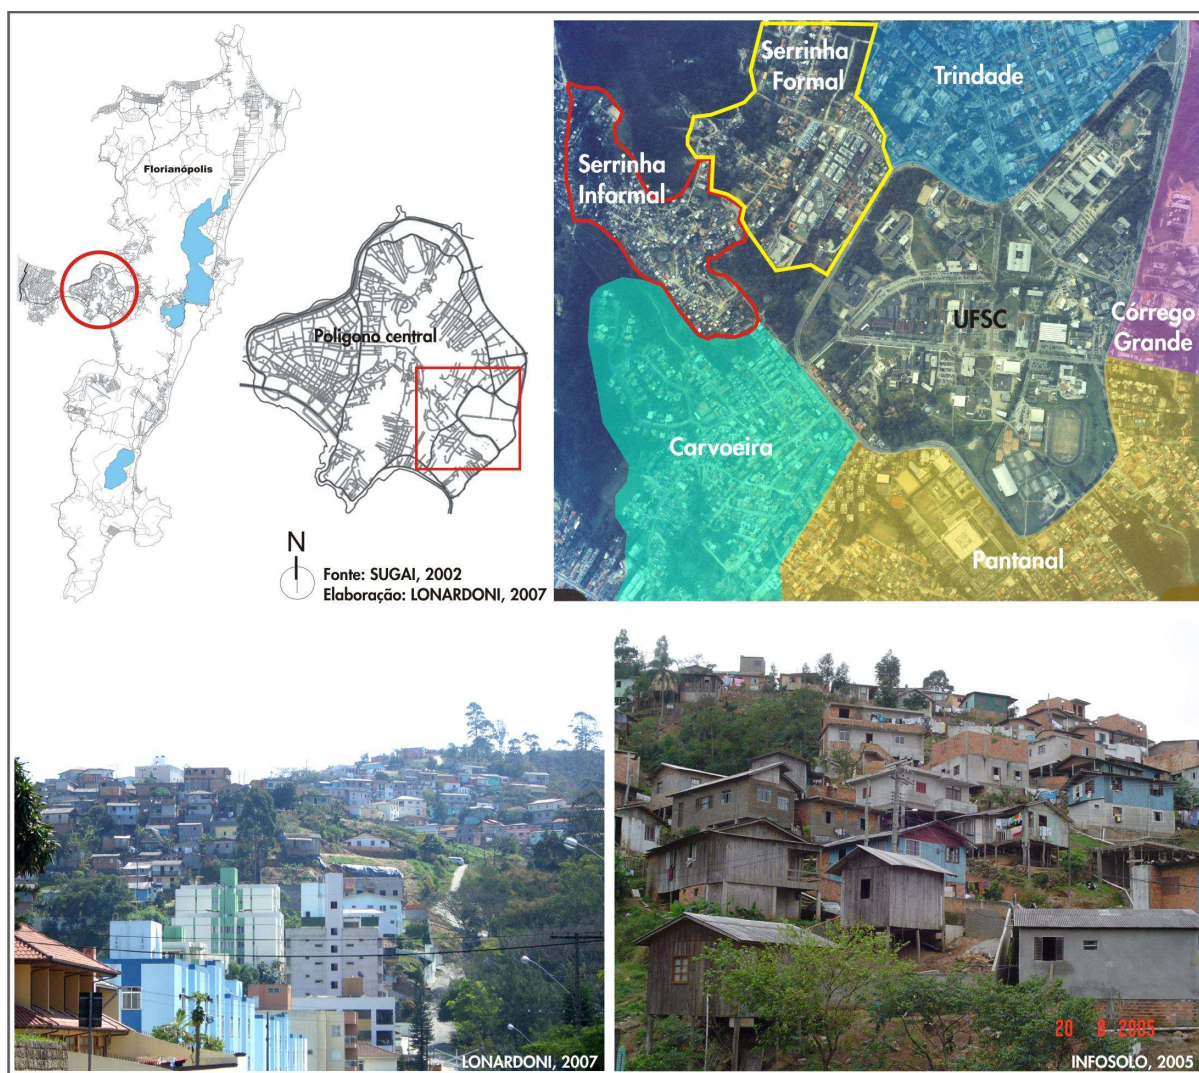 Florianópolis
Polígono central
N
Fonte: SUGAI, 2002
Elaboração: LONARDONI, 2007
Serrinha
Formal
Trindade
Serrinha
Informal
UFSC
Córrego
Grande
Carvoeira
Pantanal
LONARDONI, 2007
20 8 2005
INFOSOLO, 2005